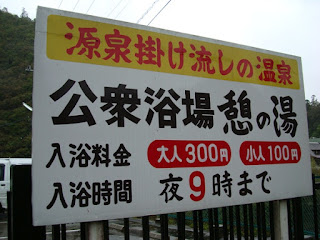 源泉掛け流しの温泉
公衆浴場 憩の湯
入浴料金 大人300円 小人100円
入浴時間 夜9時まで